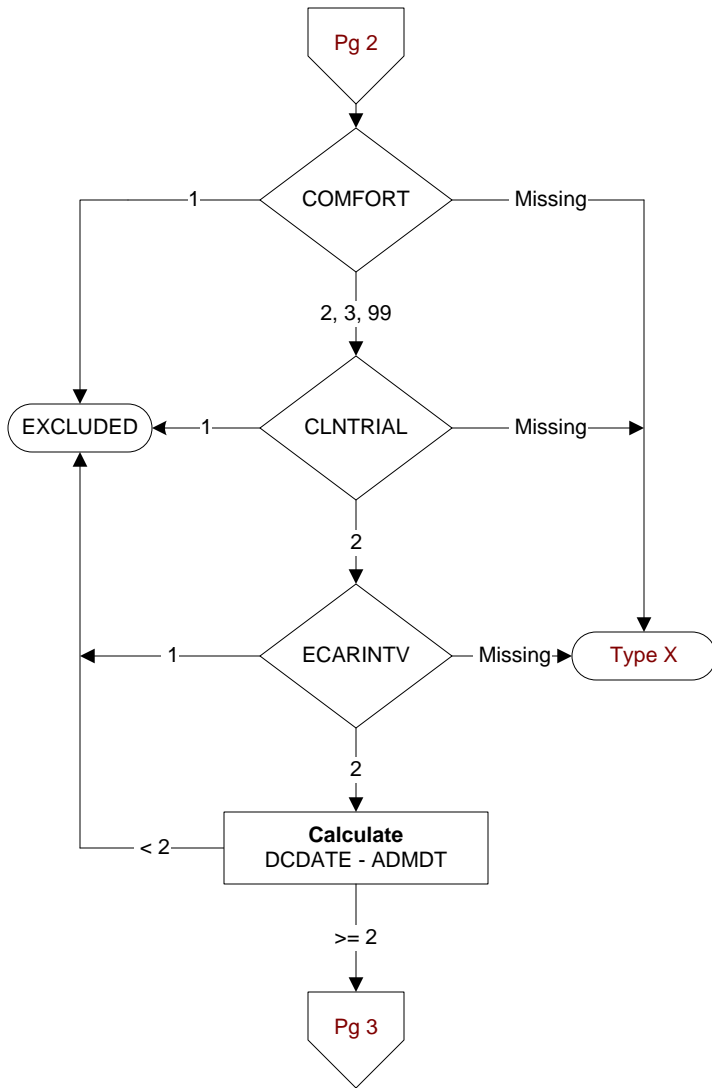 Pg 2
COMFORT
1
Missing
2, 3, 99
EXCLUDED
1
CLNTRIAL
Missing
2
1
ECARINTV
Missing
Type X
2
Calculate
DCDATE - ADMDT
< 2
>= 2
Pg 3